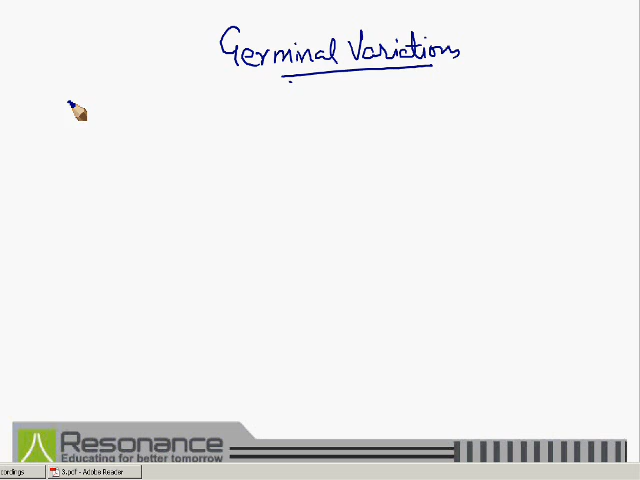 Germinal Variations
Resonance
Educating for better tomorrow
cordings 3.pdf - Adobe Reader